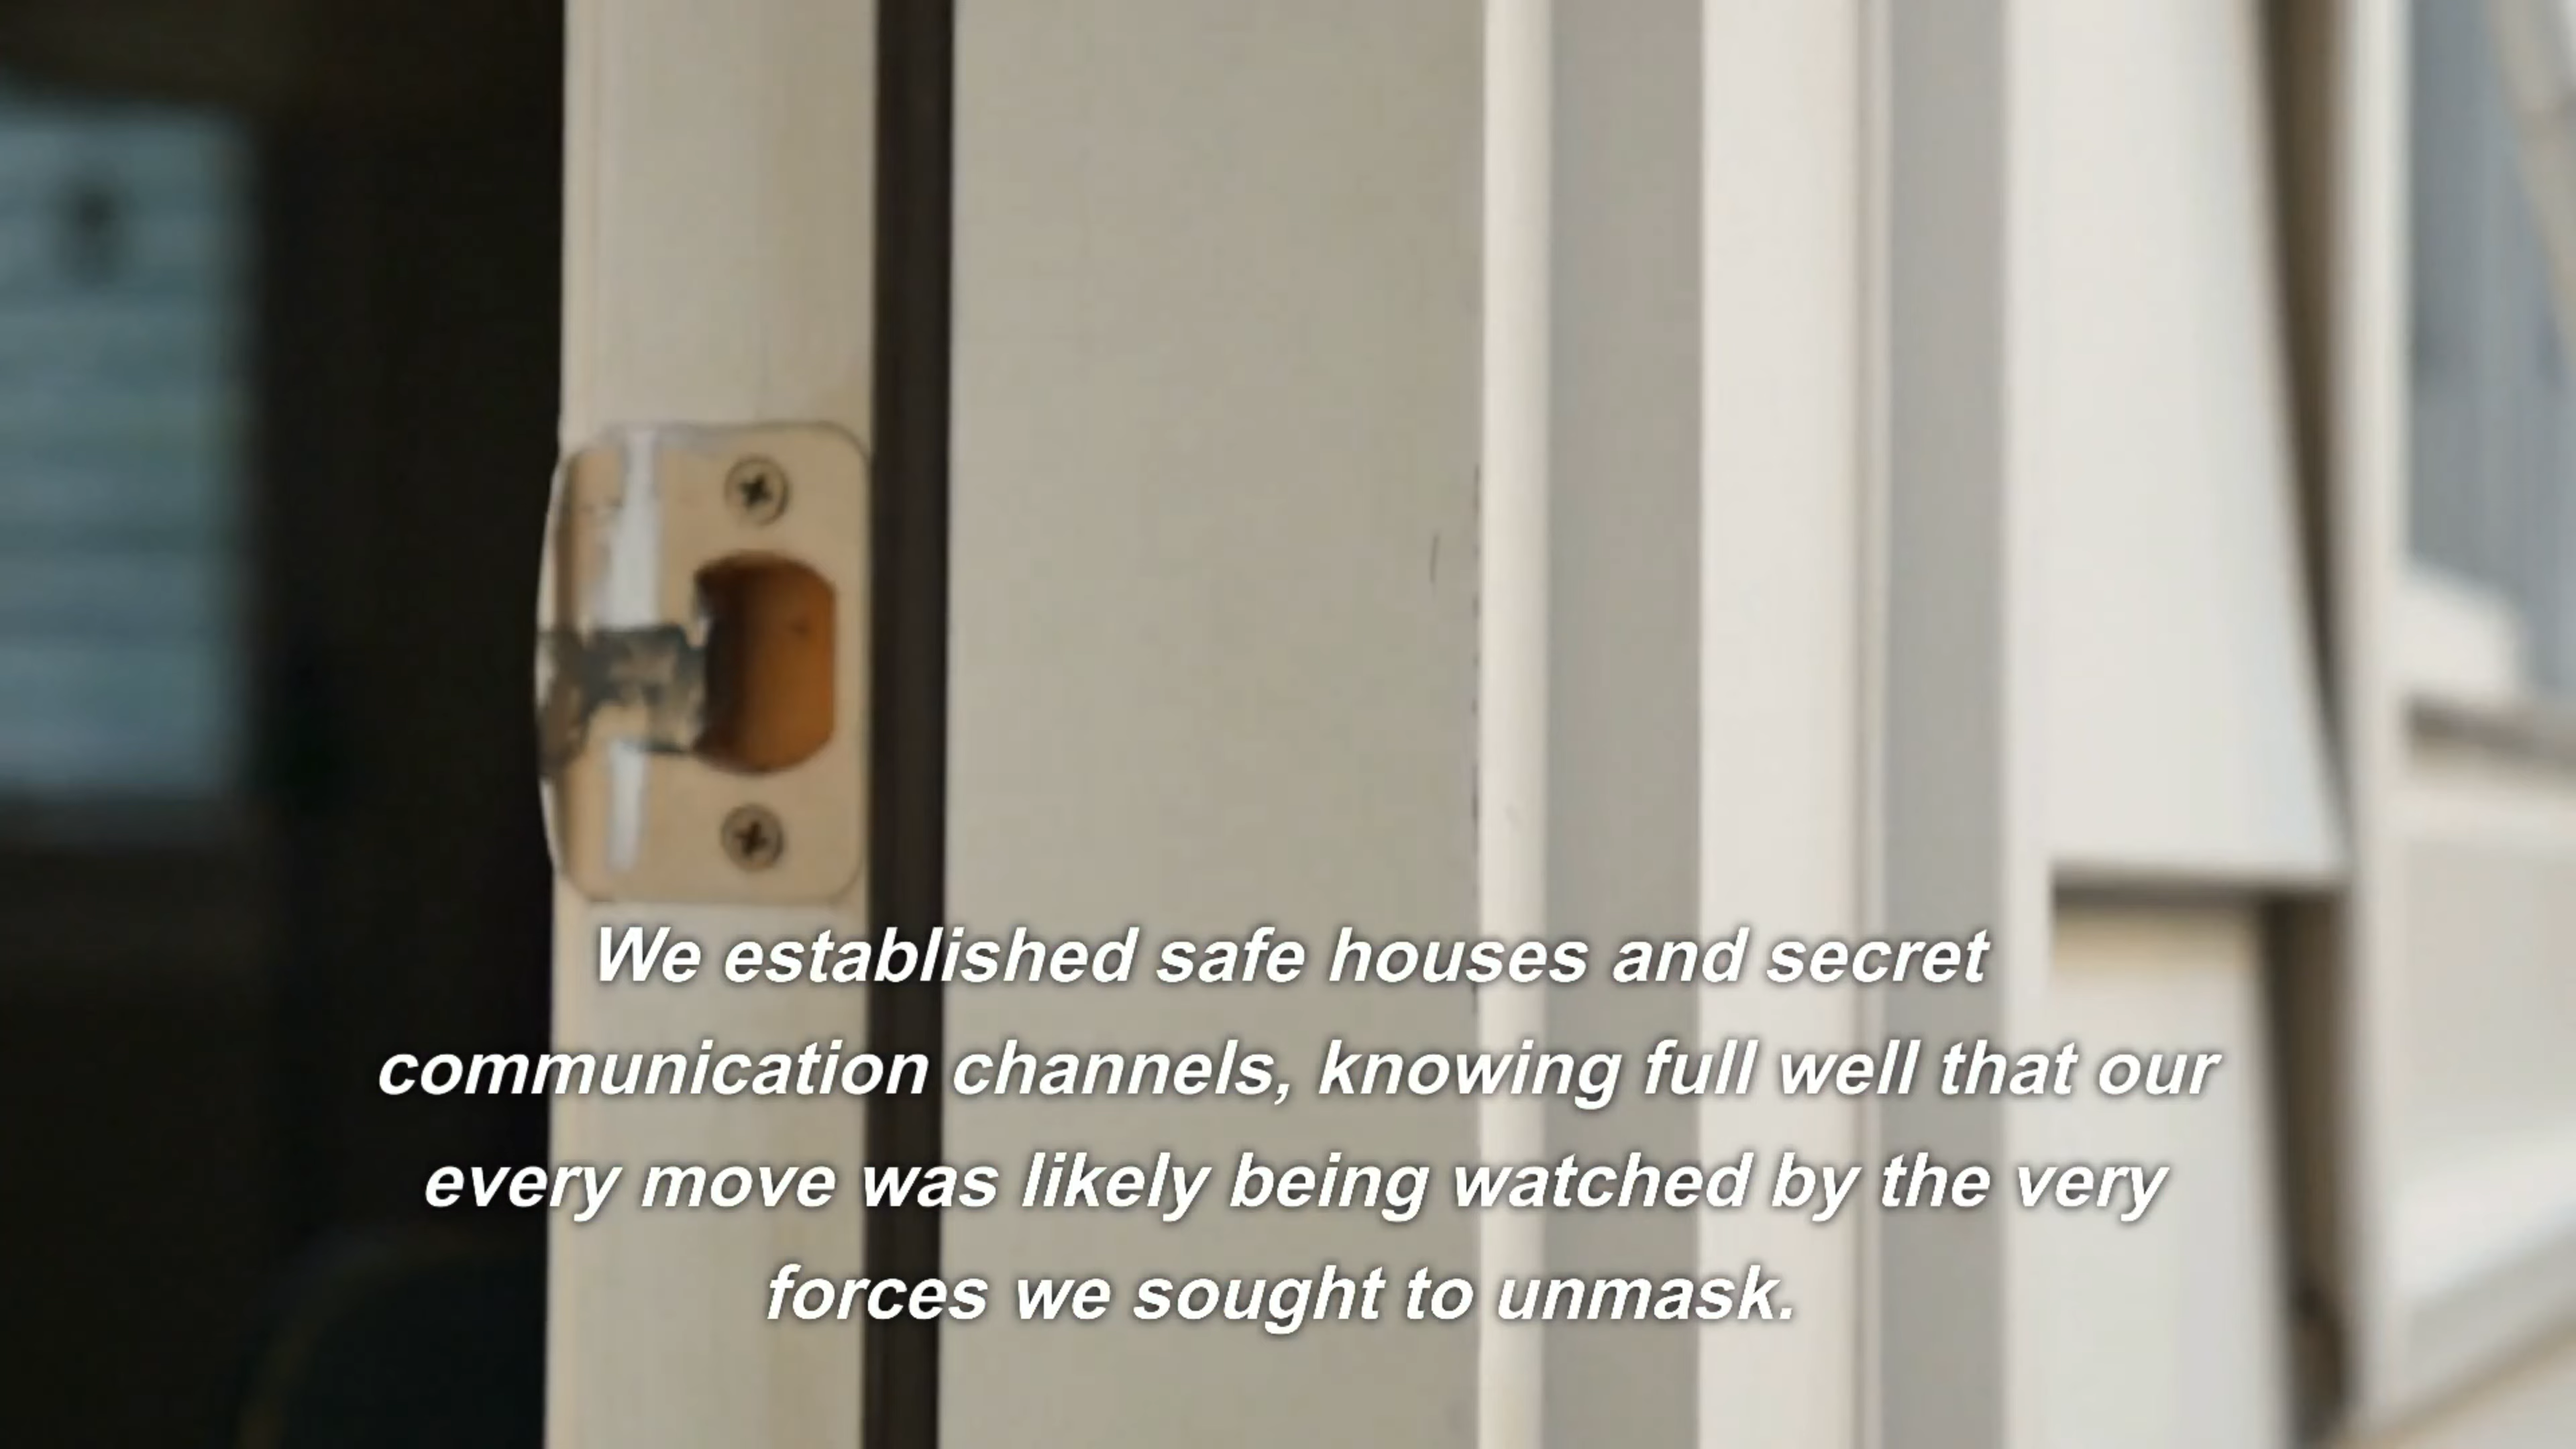 We established safe houses and secret
communication channels, knowing full well that our
every move was likely being watched by the very
forces we sought to unmask.